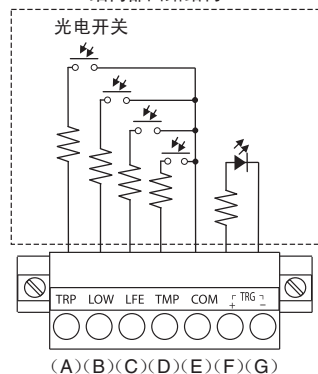 光电开关
TRP LOW LFE TMP COM + TRG −
(A)(B)(C)(D)(E)(F)(G)